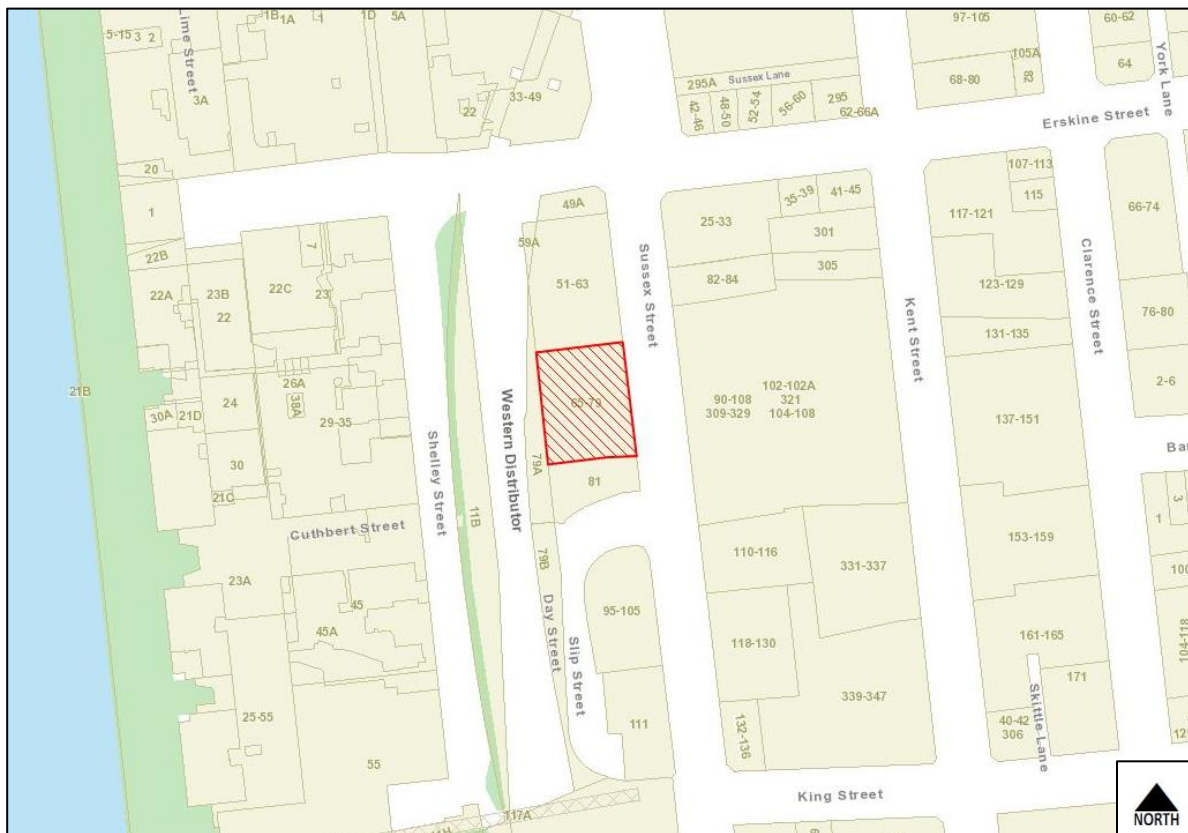 5-15 3 2
1B
1A
1
1D
5A
97-105
60-62
Lime Street
3A
22
33-49
295A
Sussex Lane
42-46
48-50
52-54
56-60
295
62-66A
68-80
105A
82
64
York Lane
Erskine Street
20
1
22B
22A
23B
22
22C
7
23
49A
59A
51-63
Sussex Street
25-33
35-39
41-45
301
305
82-84
107-113
115
117-121
66-74
Clarence Street
Kent Street
123-129
131-135
76-80
2-6
21B
30A
21D
24
26A
38A
29-35
30
21C
Western Distributor
65-79
79A
81
90-108
309-329
102-102A
321
104-108
137-151
Shelley Street
11B
Cuthbert Street
79B
Day Street
Slip Street
95-105
110-116
331-337
153-159
3
1
23A
45
45A
118-130
161-165
171
104-118
25-55
55
111
132-136
339-347
40-42
306
Skittle Lane
117A
King Street
NORTH